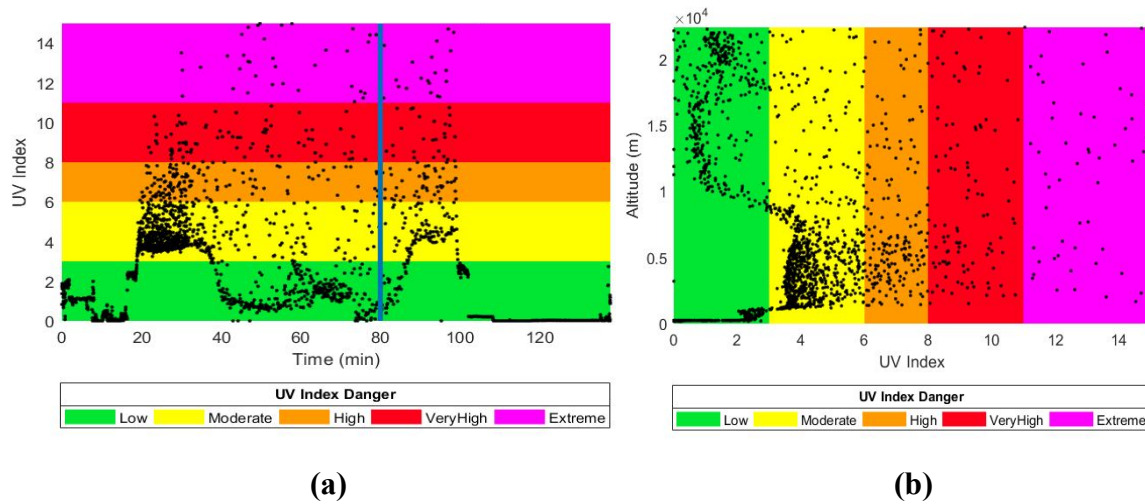 14
12
10
8
6
4
2
0
UV Index
0 20 40 60 80 100 120
Time (min)
UV Index Danger
Low Moderate High VeryHigh Extreme
(a)
×10⁴
2
1.5
1
0.5
0
Altitude (m)
0 2 4 6 8 10 12 14
UV Index
UV Index Danger
Low Moderate High VeryHigh Extreme
(b)